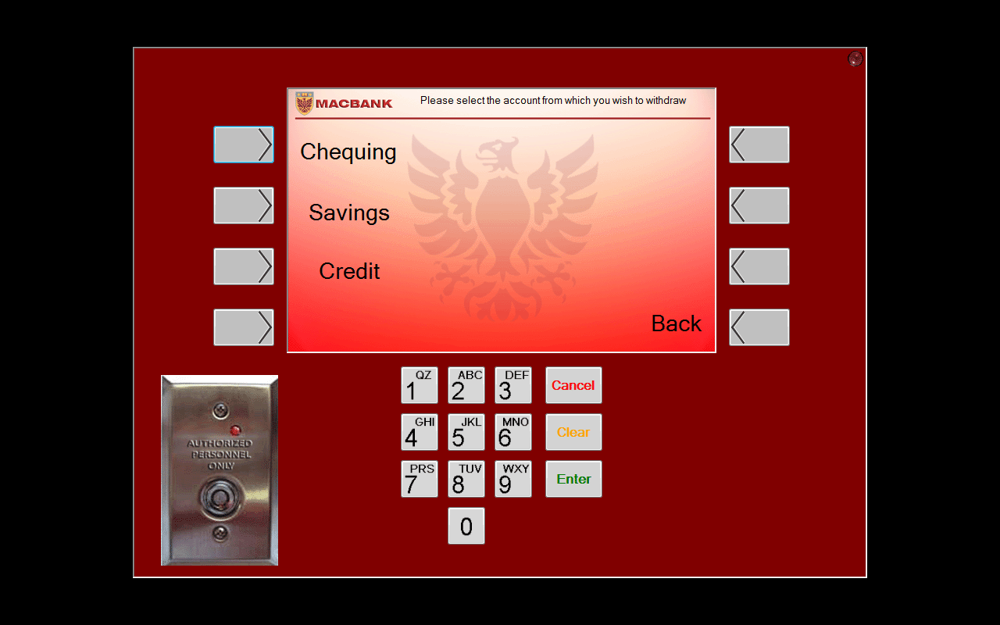 MACBANK
Please select the account from which you wish to withdraw
Chequing
Savings
Credit
Back
QZ
1
ABC
2
DEF
3
Cancel
GHI
4
JKL
5
MNO
6
Clear
PRS
7
TUV
8
WXY
9
Enter
0
AUTHORIZED
PERSONNEL
ONLY